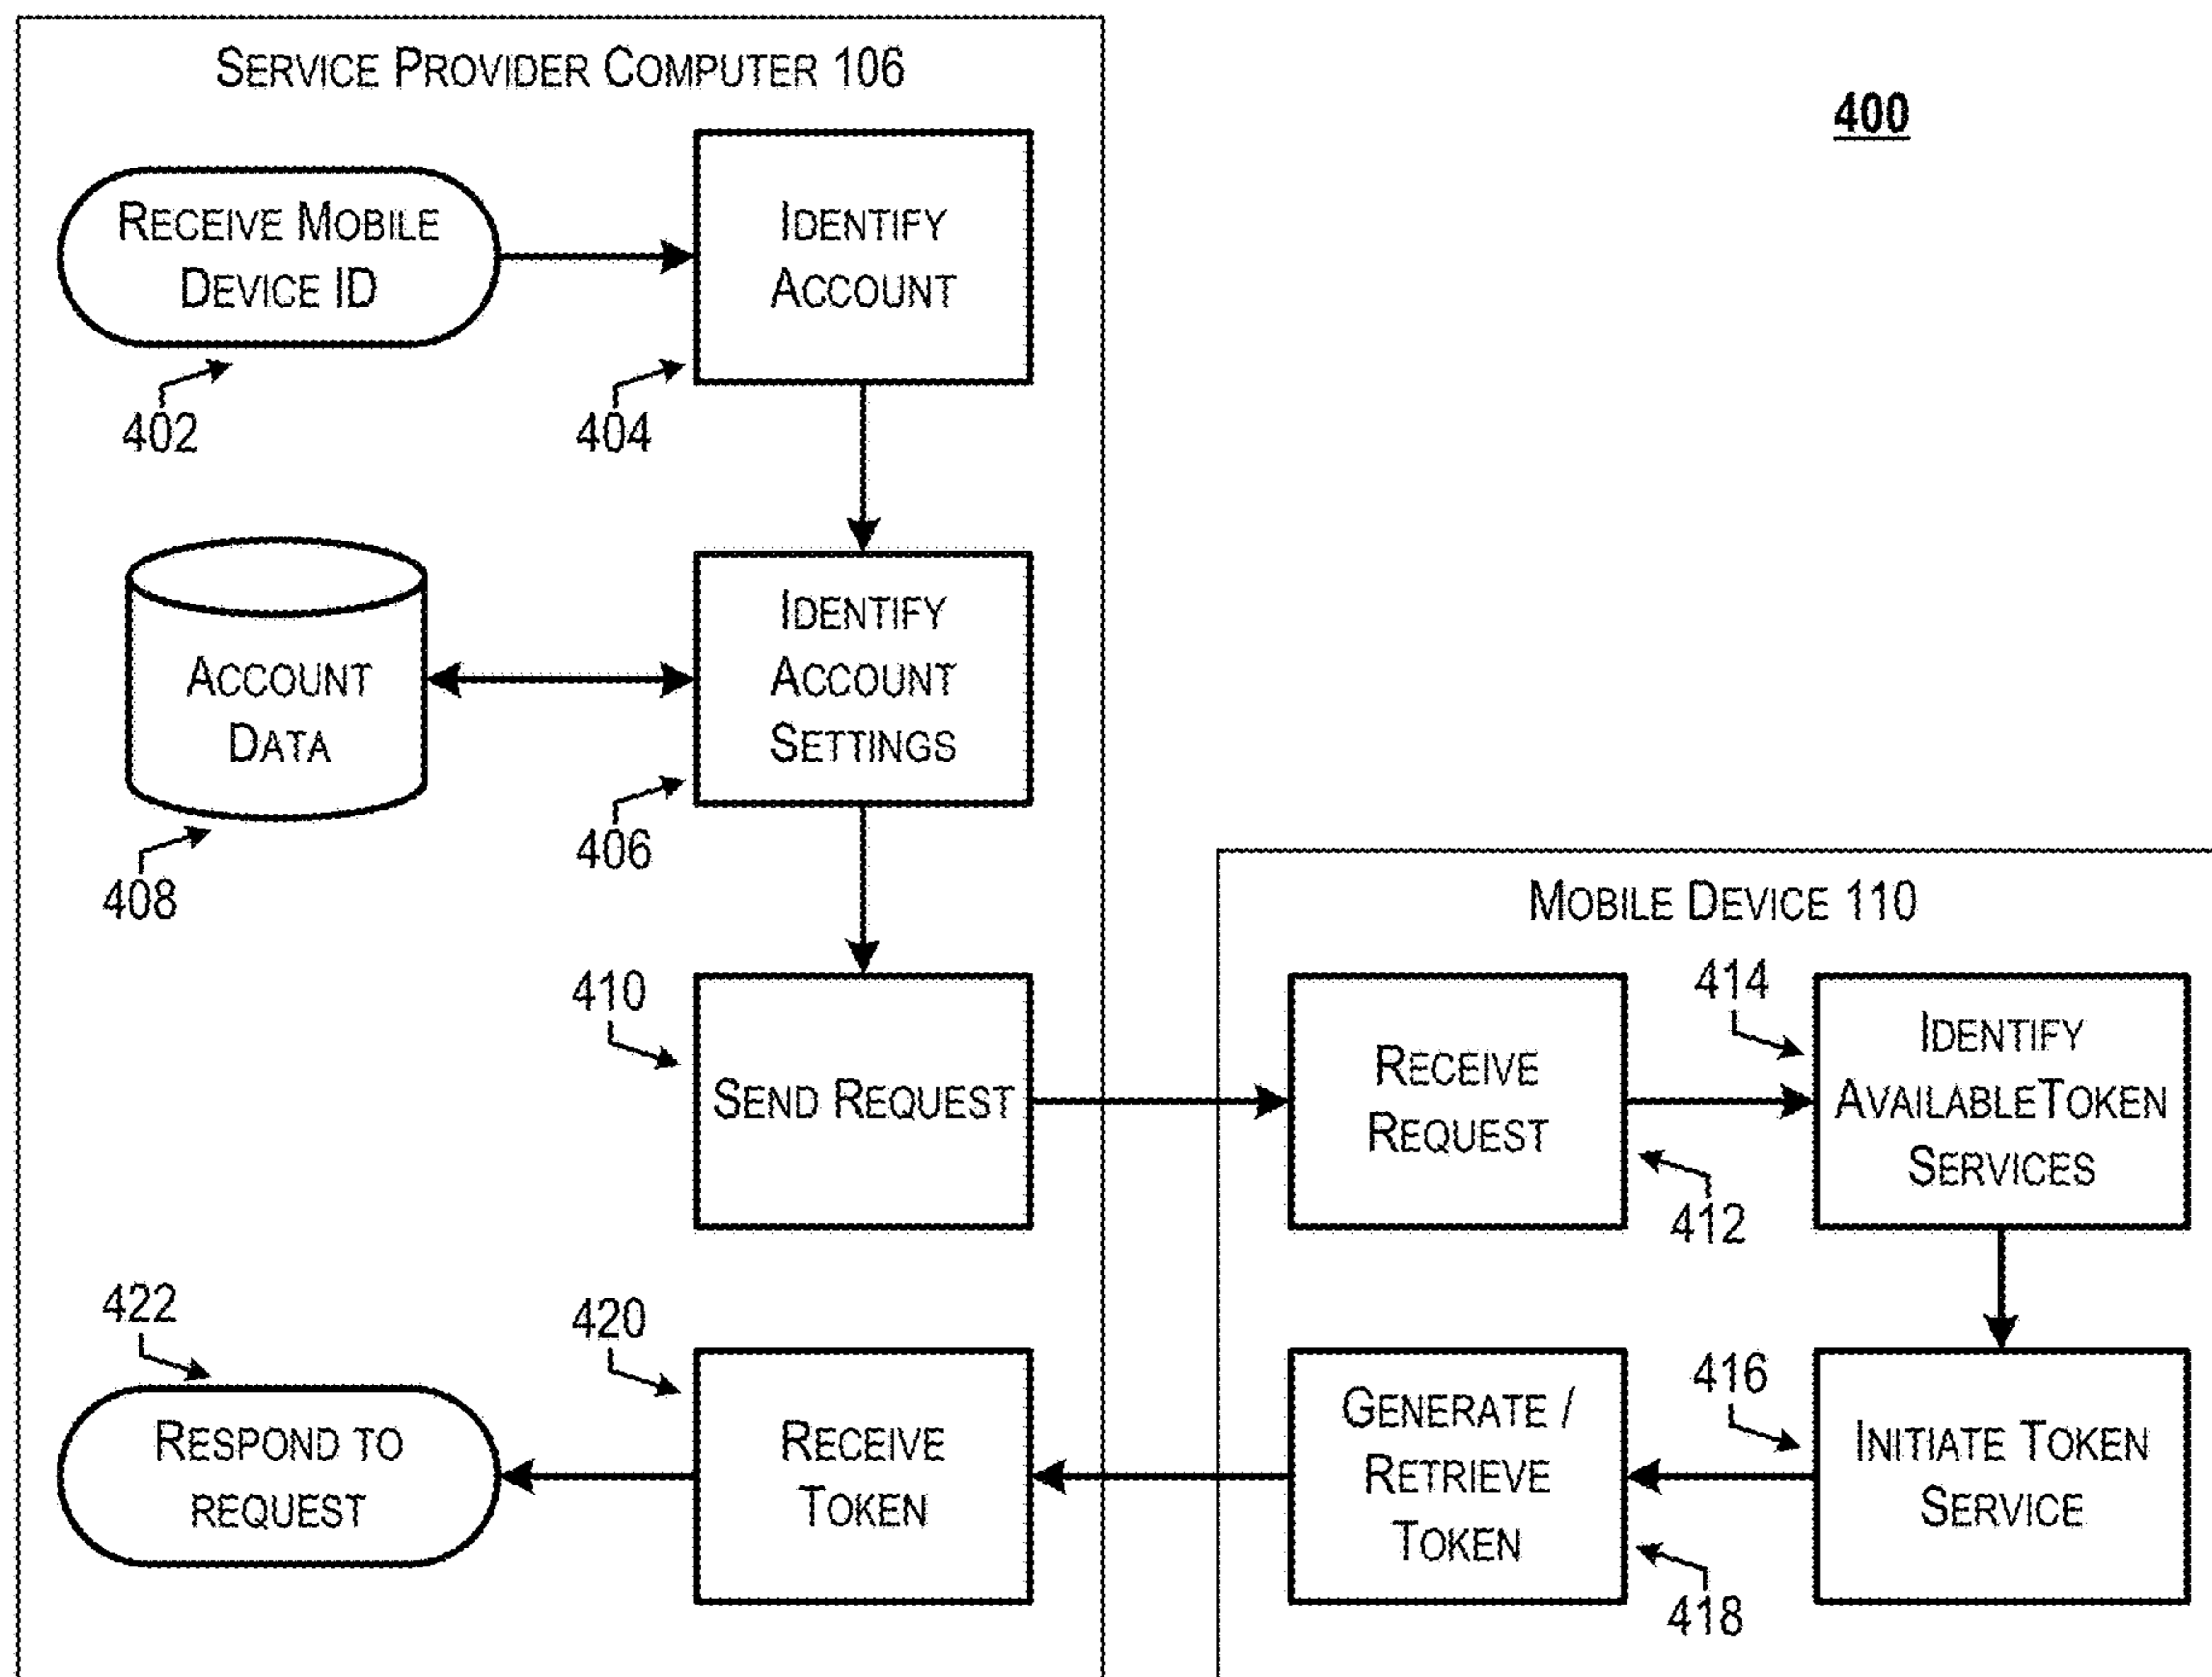 SERVICE PROVIDER COMPUTER 106
400
RECEIVE MOBILE
DEVICE ID
402
IDENTIFY
ACCOUNT
404
ACCOUNT
DATA
408
IDENTIFY
ACCOUNT
SETTINGS
406
MOBILE DEVICE 110
410
SEND REQUEST
RECEIVE
REQUEST
412
414
IDENTIFY
AVAILABLETOKEN
SERVICES
422
RESPOND TO
REQUEST
420
RECEIVE
TOKEN
GENERATE /
RETRIEVE
TOKEN
418
416
INITIATE TOKEN
SERVICE